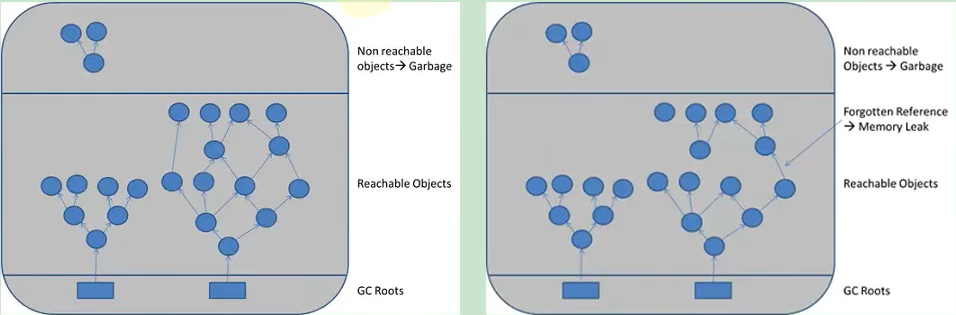 Non reachable
objects→ Garbage
Reachable Objects
GC Roots
Non reachable
Objects → Garbage
Forgotten Reference
→ Memory Leak
Reachable Objects
GC Roots